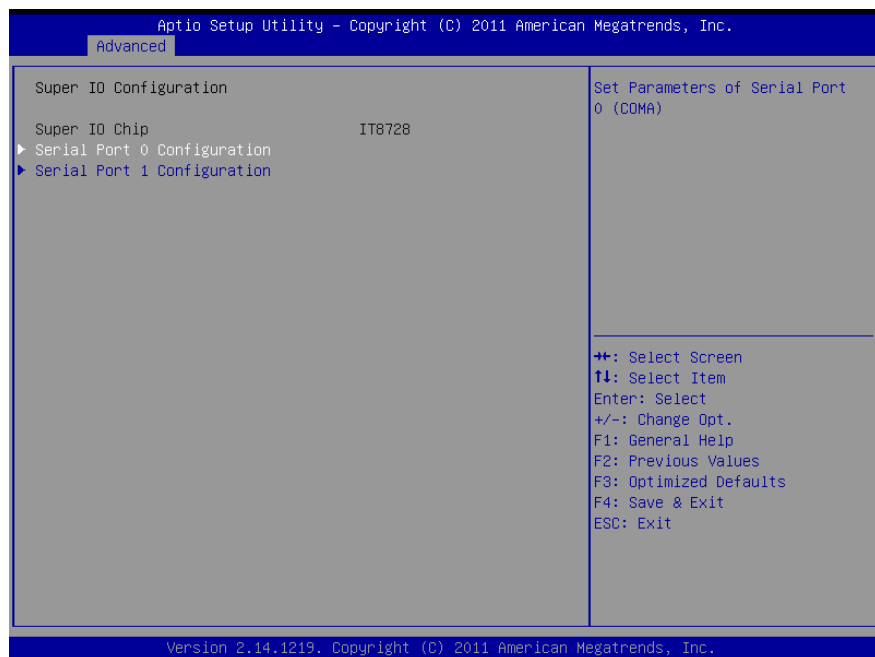 Aptio Setup Utility – Copyright (C) 2011 American Megatrends, Inc.
Advanced
Super IO Configuration
Super IO Chip IT8728
Serial Port 0 Configuration
Serial Port 1 Configuration
Set Parameters of Serial Port
0 (COMA)
→←: Select Screen
↑↓: Select Item
Enter: Select
+/-: Change Opt.
F1: General Help
F2: Previous Values
F3: Optimized Defaults
F4: Save & Exit
ESC: Exit
Version 2.14.1219. Copyright (C) 2011 American Megatrends, Inc.